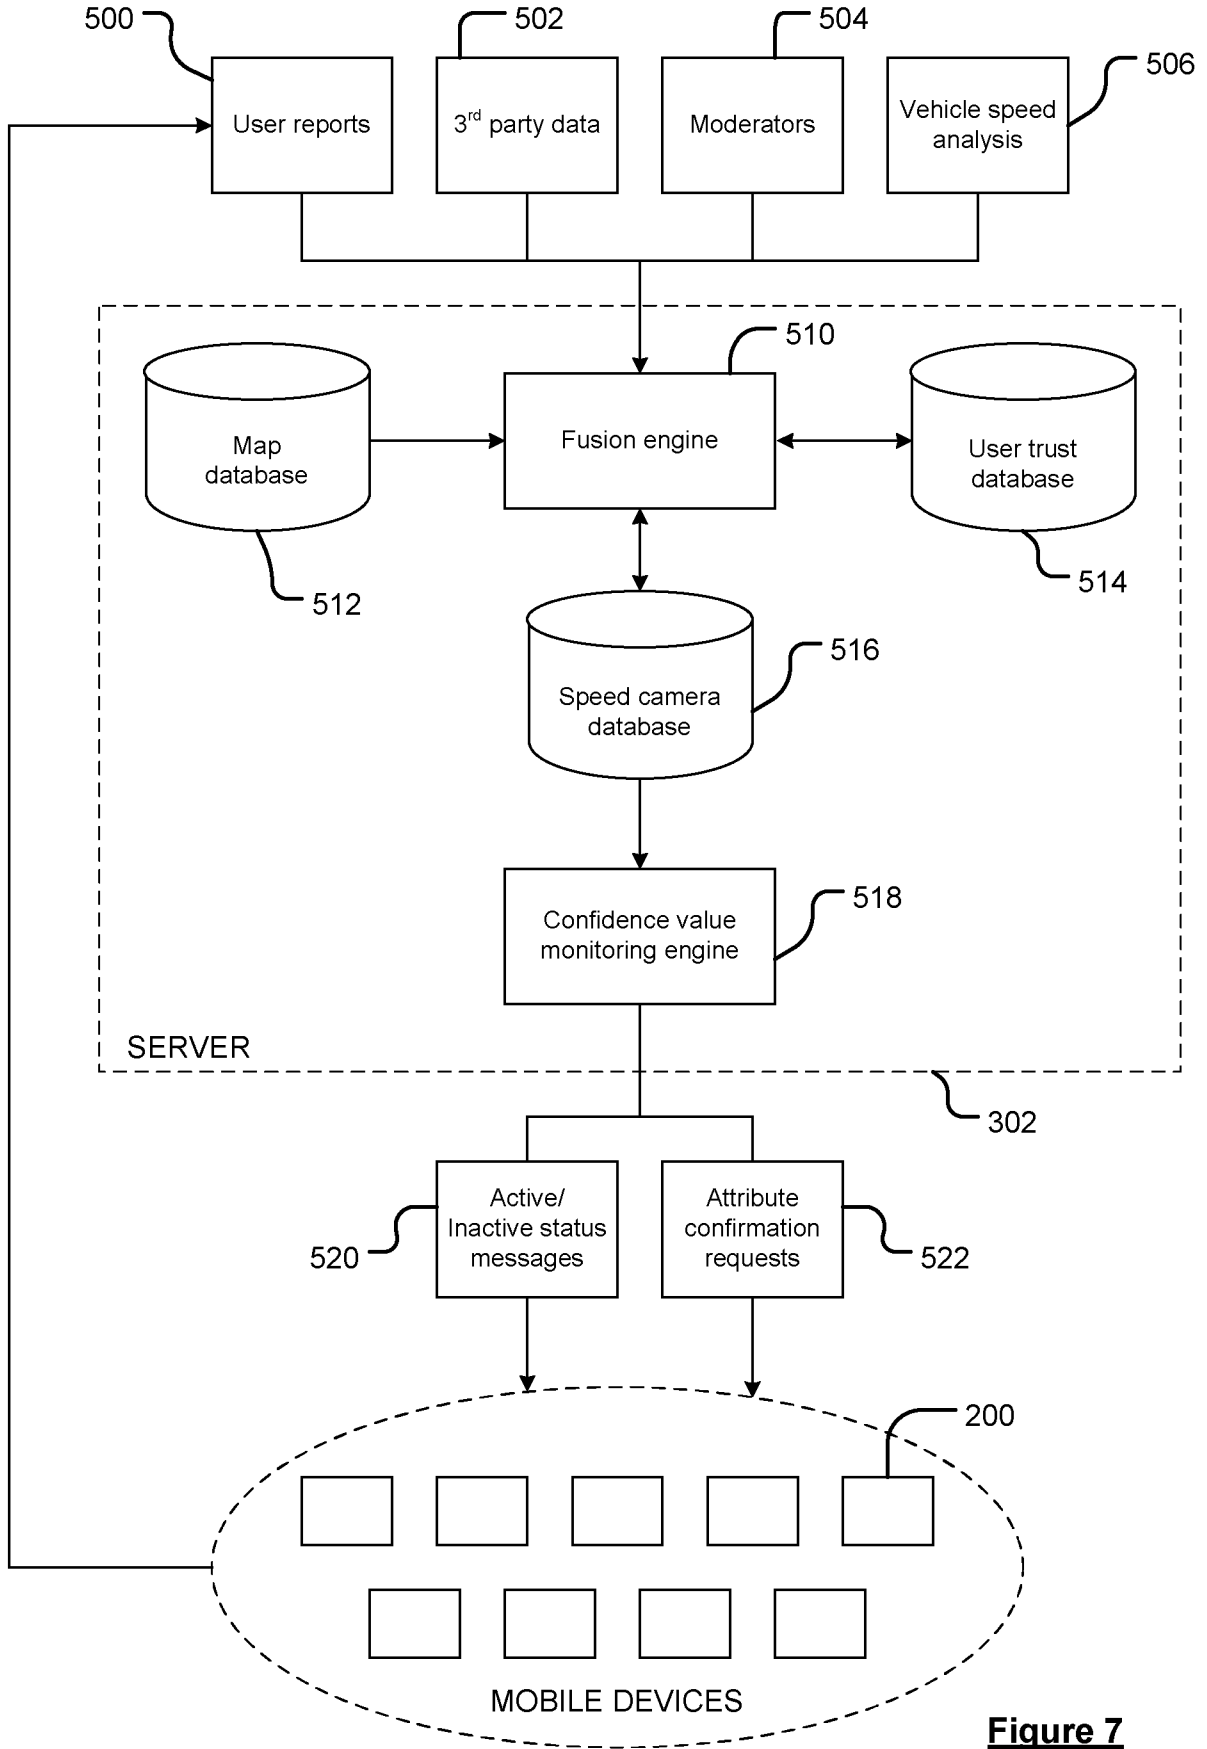 500
502
504
506
User reports
3rd party data
Moderators
Vehicle speed
analysis
510
Map
database
Fusion engine
User trust
database
512
514
516
Speed camera
database
518
Confidence value
monitoring engine
SERVER
302
Active/
Inactive status
messages
Attribute
confirmation
requests
520
522
200
MOBILE DEVICES
Figure 7